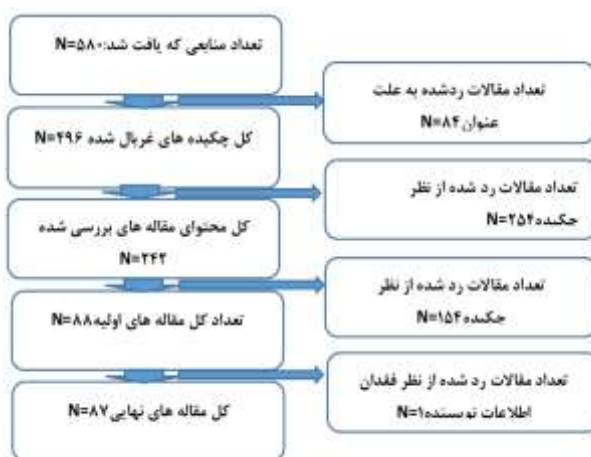 تعداد منابعی که یافت شد:N=۵۸۰
تعداد مقالات ردشده به علت
عنوان N=۸۴
کل چکیده های غربال شده N=۴۹۶
تعداد مقالات رد شده از نظر
چکیده N=۲۵۴
کل محتوای مقاله های بررسی شده
N=۲۴۲
تعداد مقالات رد شده از نظر
چکیده N=۱۵۴
تعداد کل مقاله های اولیه N=۸۸
تعداد مقالات رد شده از نظر فقدان
اطلاعات نویسنده N=۱
کل مقاله های نهایی N=۸۷